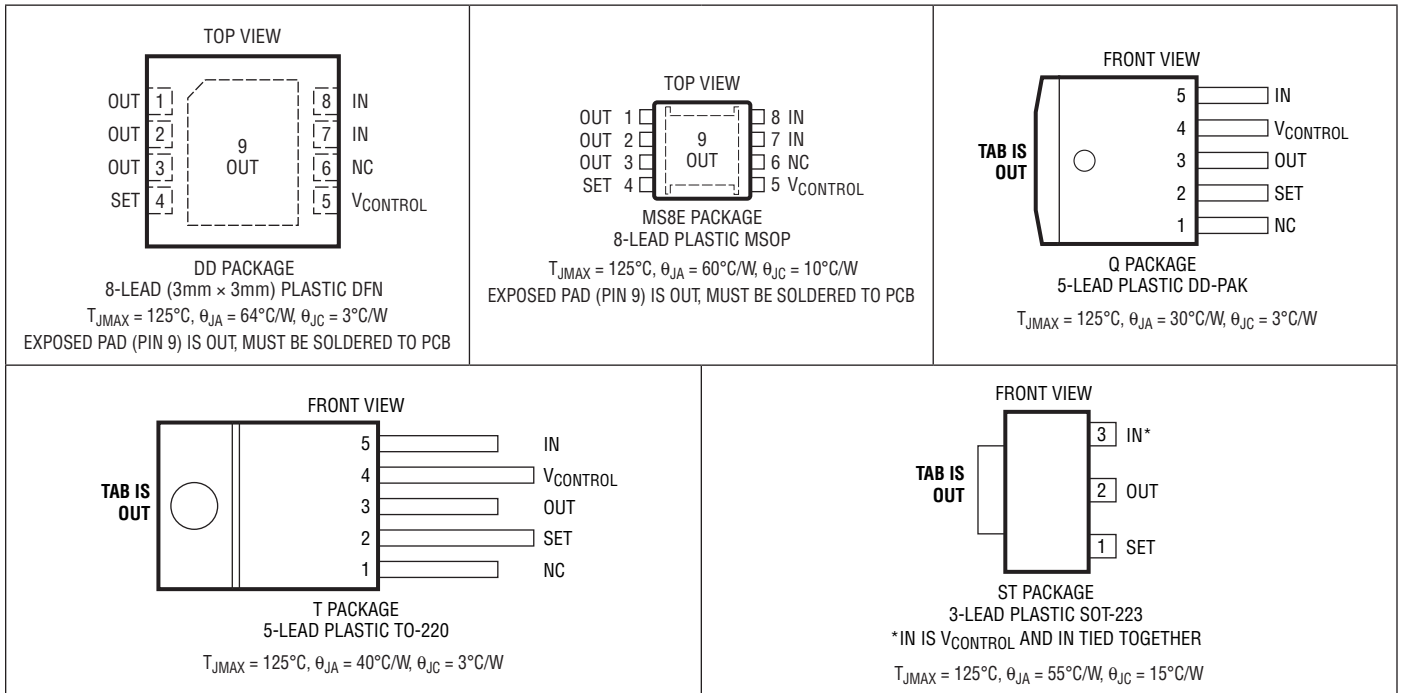 TOP VIEW
OUT 1
OUT 2
OUT 3
SET 4
9
OUT
8 IN
7 IN
6 NC
5 VCONTROL
DD PACKAGE
8-LEAD (3mm × 3mm) PLASTIC DFN
TJMAX = 125°C, θJA = 64°C/W, θJC = 3°C/W
EXPOSED PAD (PIN 9) IS OUT, MUST BE SOLDERED TO PCB
TOP VIEW
OUT 1
OUT 2
OUT 3
SET 4
9
OUT
8 IN
7 IN
6 NC
5 VCONTROL
MS8E PACKAGE
8-LEAD PLASTIC MSOP
TJMAX = 125°C, θJA = 60°C/W, θJC = 10°C/W
EXPOSED PAD (PIN 9) IS OUT, MUST BE SOLDERED TO PCB
FRONT VIEW
TAB IS
OUT
5 IN
4 VCONTROL
3 OUT
2 SET
1 NC
Q PACKAGE
5-LEAD PLASTIC DD-PAK
TJMAX = 125°C, θJA = 30°C/W, θJC = 3°C/W
FRONT VIEW
TAB IS
OUT
5 IN
4 VCONTROL
3 OUT
2 SET
1 NC
T PACKAGE
5-LEAD PLASTIC TO-220
TJMAX = 125°C, θJA = 40°C/W, θJC = 3°C/W
FRONT VIEW
TAB IS
OUT
3 IN*
2 OUT
1 SET
ST PACKAGE
3-LEAD PLASTIC SOT-223
*IN IS VCONTROL AND IN TIED TOGETHER
TJMAX = 125°C, θJA = 55°C/W, θJC = 15°C/W